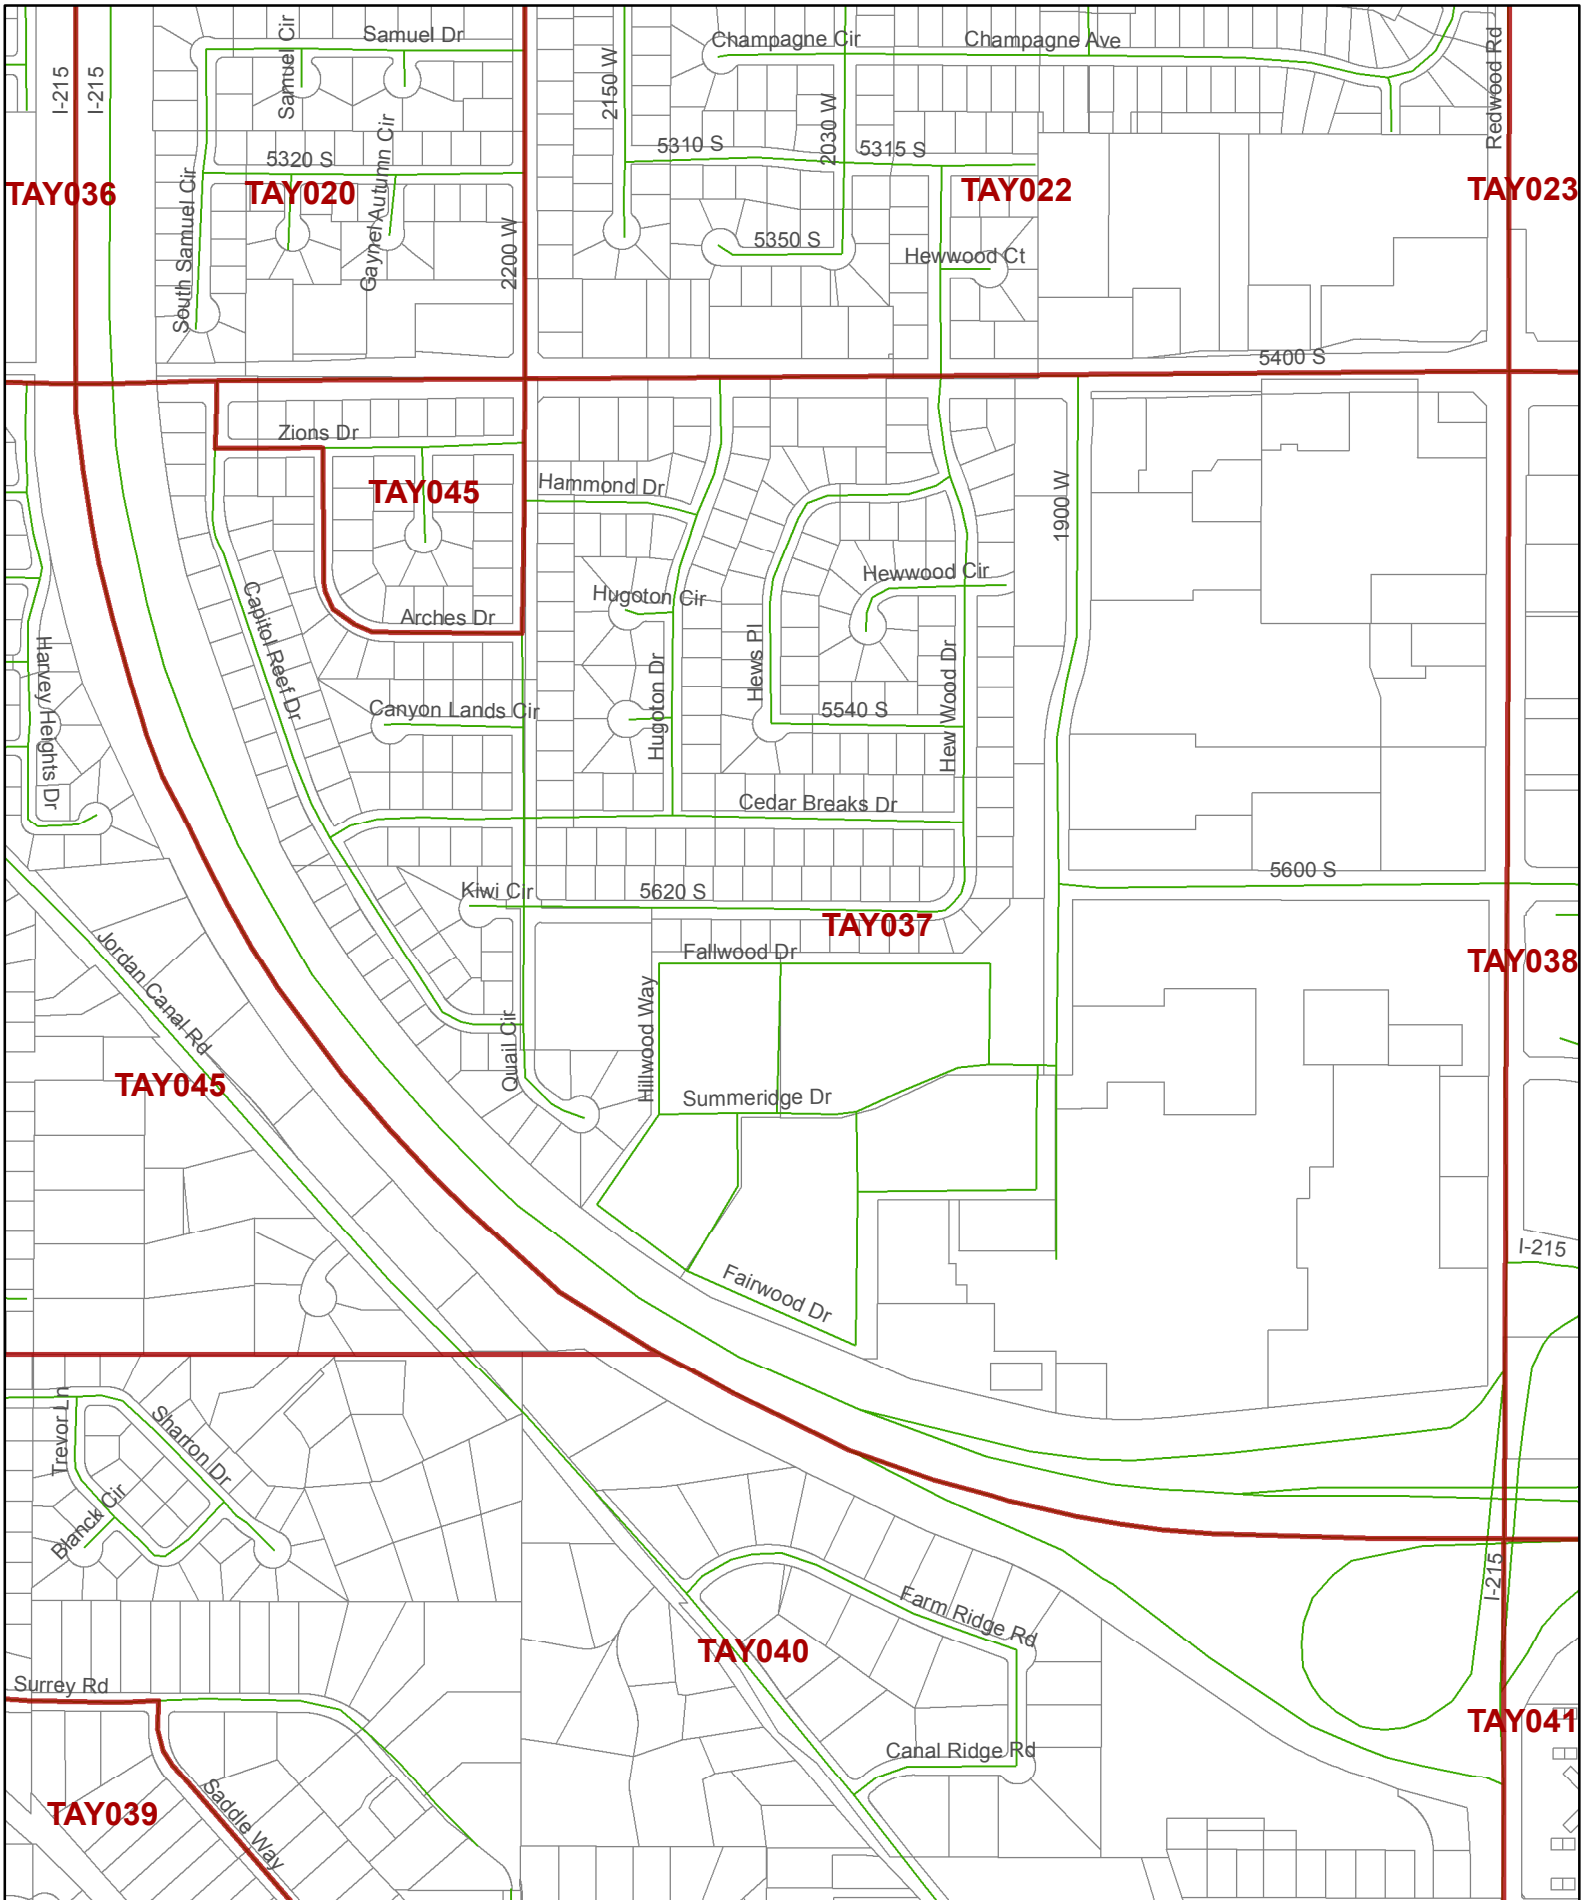 Samuel Dr
Samuel Cir
Champagne Cir
Champagne Ave
I-215
I-215
2150 W
2030 W
Redwood Rd
5310 S
5315 S
5320 S
Gaynel Autumn Cir
South Samuel Cir
TAY036
TAY020
TAY022
TAY023
2200 W
5350 S
Hewwood Ct
5400 S
Zions Dr
TAY045
Hammond Dr
1900 W
Capitol Reef Dr
Hugoton Cir
Hewwood Cir
Arches Dr
Harvey Heights Dr
Hugoton Dr
Hews Pl
Hew Wood Dr
Canyon Lands Cir
5540 S
Cedar Breaks Dr
5600 S
Kiwi Cir
5620 S
TAY037
Fallwood Dr
TAY038
Jordan Canal Rd
Hillwood Way
Quail Cir
TAY045
Summeridge Dr
I-215
Fairwood Dr
Trevor Ln
Sharron Dr
Blanck Cir
I-215
Farm Ridge Rd
TAY040
Surrey Rd
TAY041
Canal Ridge Rd
Saddle Way
TAY039